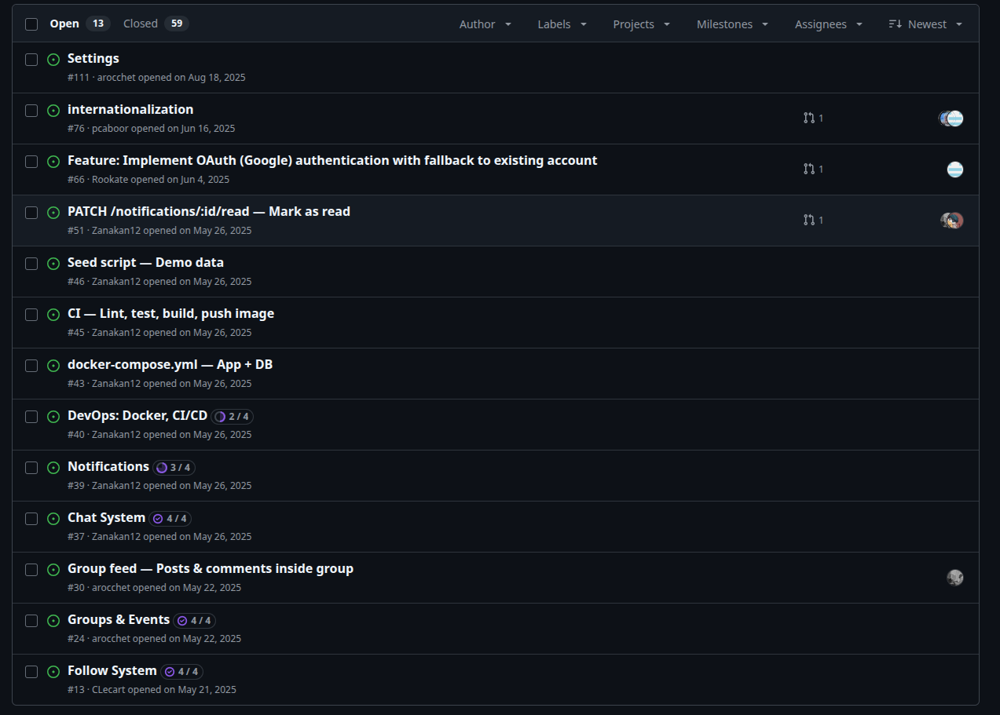 Open 13 Closed 59 Author Labels Projects Milestones Assignees Newest
Settings
#111 · arocchet opened on Aug 18, 2025
internationalization
#76 · pcaboor opened on Jun 16, 2025
1
Feature: Implement OAuth (Google) authentication with fallback to existing account
#66 · Rookate opened on Jun 4, 2025
1
PATCH /notifications/:id/read — Mark as read
#51 · Zanakan12 opened on May 26, 2025
1
Seed script — Demo data
#46 · Zanakan12 opened on May 26, 2025
CI — Lint, test, build, push image
#45 · Zanakan12 opened on May 26, 2025
docker-compose.yml — App + DB
#43 · Zanakan12 opened on May 26, 2025
DevOps: Docker, CI/CD 2 / 4
#40 · Zanakan12 opened on May 26, 2025
Notifications 3 / 4
#39 · Zanakan12 opened on May 26, 2025
Chat System 4 / 4
#37 · Zanakan12 opened on May 26, 2025
Group feed — Posts & comments inside group
#30 · arocchet opened on May 22, 2025
Groups & Events 4 / 4
#24 · arocchet opened on May 22, 2025
Follow System 4 / 4
#13 · CLecart opened on May 21, 2025